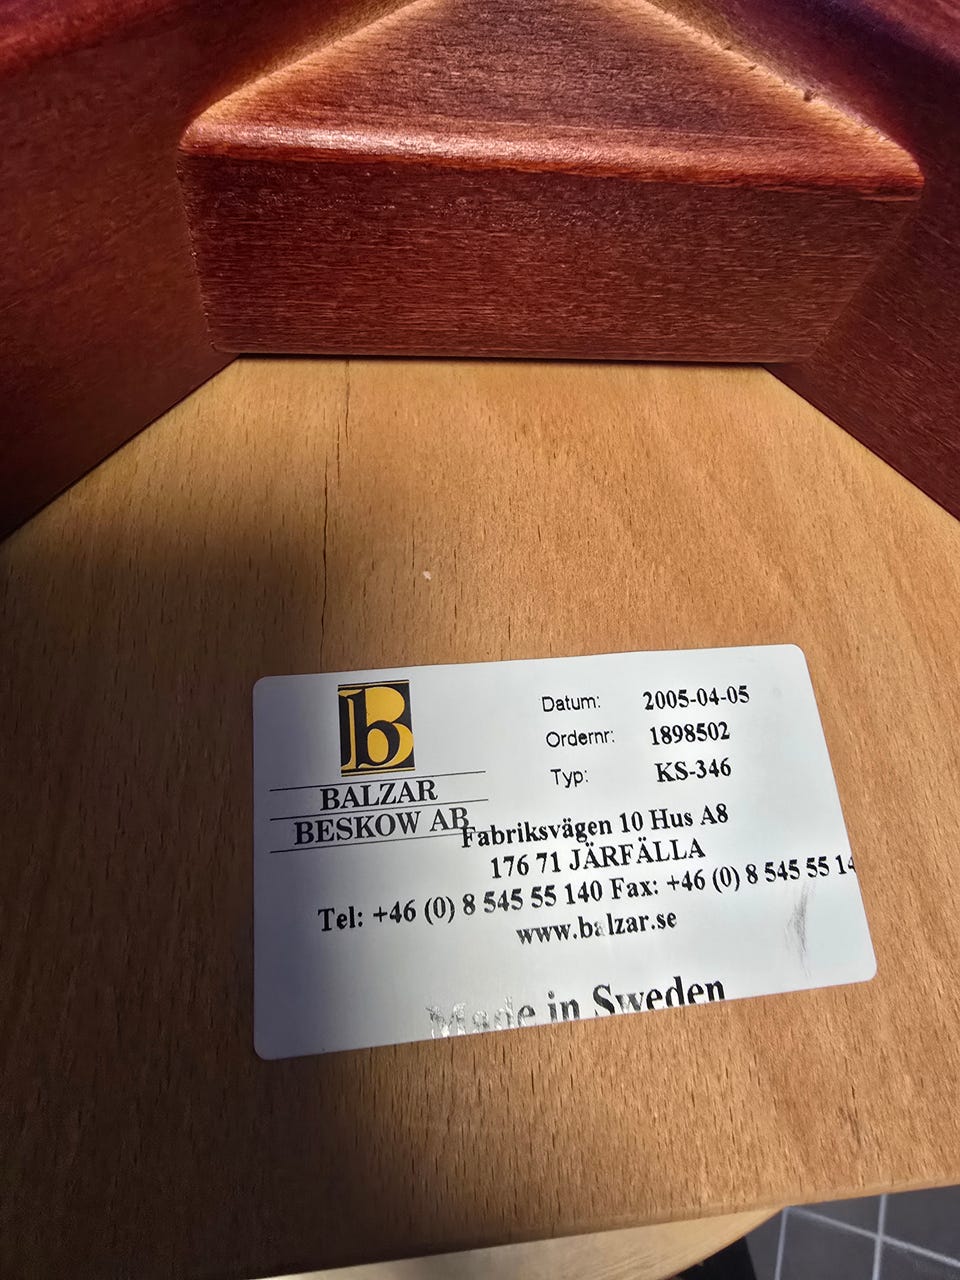 B
b
BALZAR
BESKOW AB
Datum: 2005-04-05
Ordernr: 1898502
Typ: KS-346
Fabriksvägen 10 Hus A8
176 71 JÄRFÄLLA
Tel: +46 (0) 8 545 55 140 Fax: +46 (0) 8 545 55 14
www.balzar.se
Made in Sweden